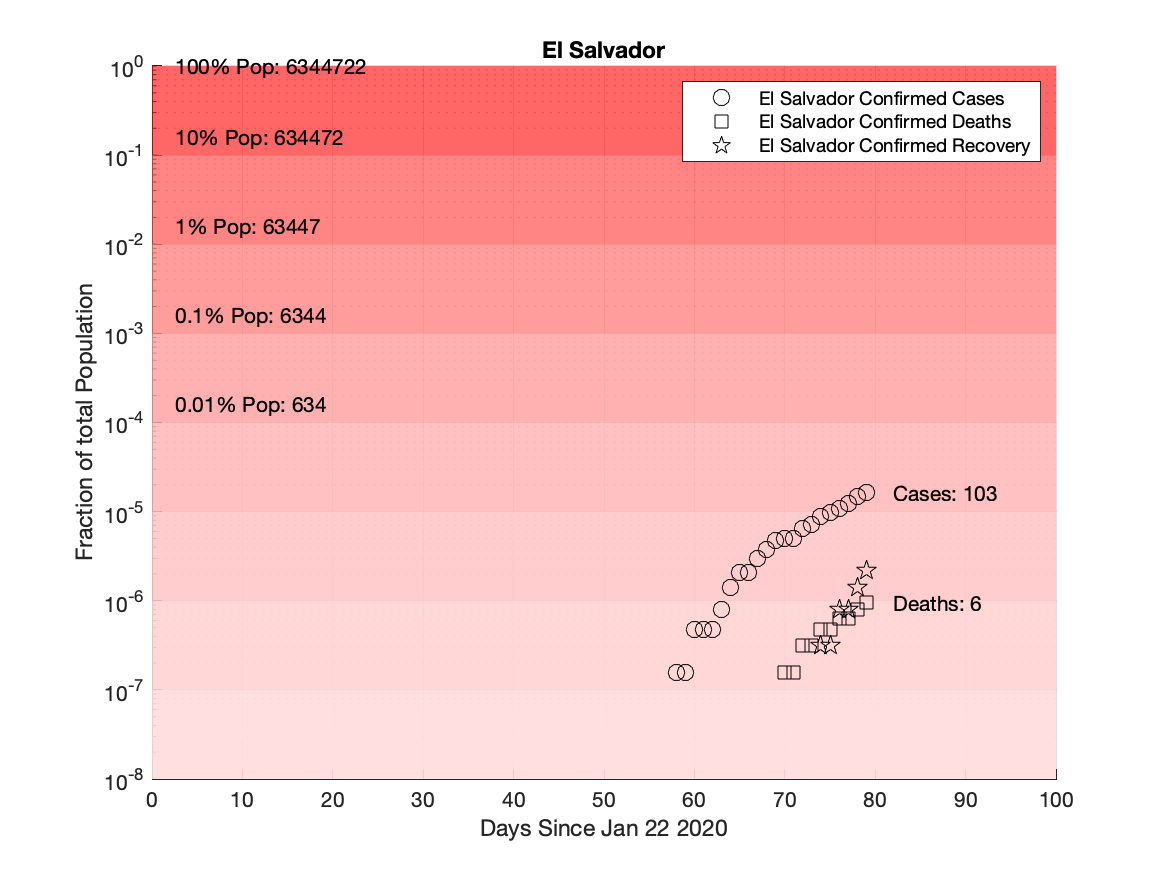 El Salvador
10^0
100% Pop: 6344722
El Salvador Confirmed Cases
El Salvador Confirmed Deaths
El Salvador Confirmed Recovery
10% Pop: 634472
10^-1
1% Pop: 63447
10^-2
0.1% Pop: 6344
10^-3
0.01% Pop: 634
10^-4
Cases: 103
10^-5
10^-6
Deaths: 6
10^-7
10^-8
Fraction of total Population
0 10 20 30 40 50 60 70 80 90 100
Days Since Jan 22 2020